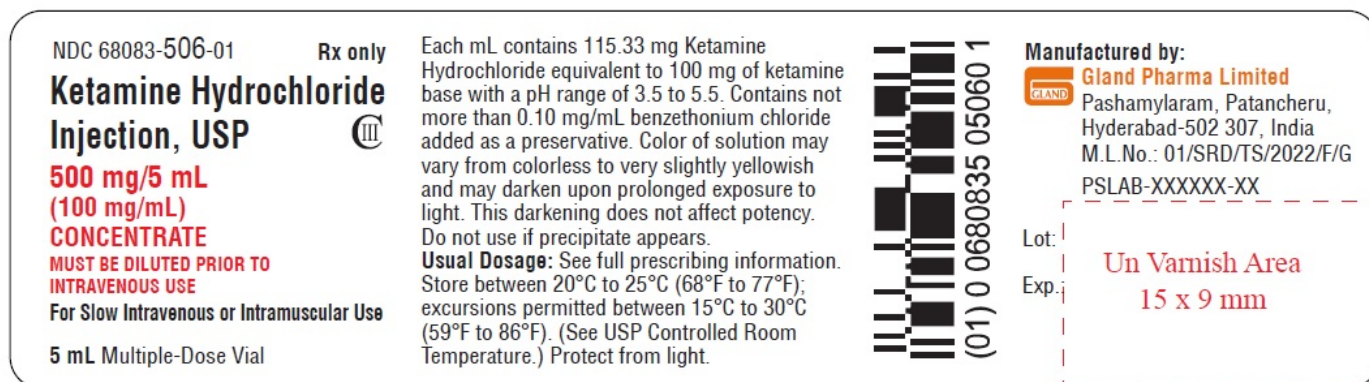 NDC 68083-506-01 Rx only
Ketamine Hydrochloride
Injection, USP CIII
500 mg/5 mL
(100 mg/mL)
CONCENTRATE
MUST BE DILUTED PRIOR TO
INTRAVENOUS USE
For Slow Intravenous or Intramuscular Use
5 mL Multiple-Dose Vial
Each mL contains 115.33 mg Ketamine
Hydrochloride equivalent to 100 mg of ketamine
base with a pH range of 3.5 to 5.5. Contains not
more than 0.10 mg/mL benzethonium chloride
added as a preservative. Color of solution may
vary from colorless to very slightly yellowish
and may darken upon prolonged exposure to
light. This darkening does not affect potency.
Do not use if precipitate appears.
Usual Dosage: See full prescribing information.
Store between 20°C to 25°C (68°F to 77°F);
excursions permitted between 15°C to 30°C
(59°F to 86°F). (See USP Controlled Room
Temperature.) Protect from light.
(01) 0 0680835 05060 1
Manufactured by:
GLAND
Gland Pharma Limited
Pashamylaram, Patancheru,
Hyderabad-502 307, India
M.L.No.: 01/SRD/TS/2022/F/G
PSLAB-XXXXXX-XX
Lot:
Exp.:
Un Varnish Area
15 x 9 mm